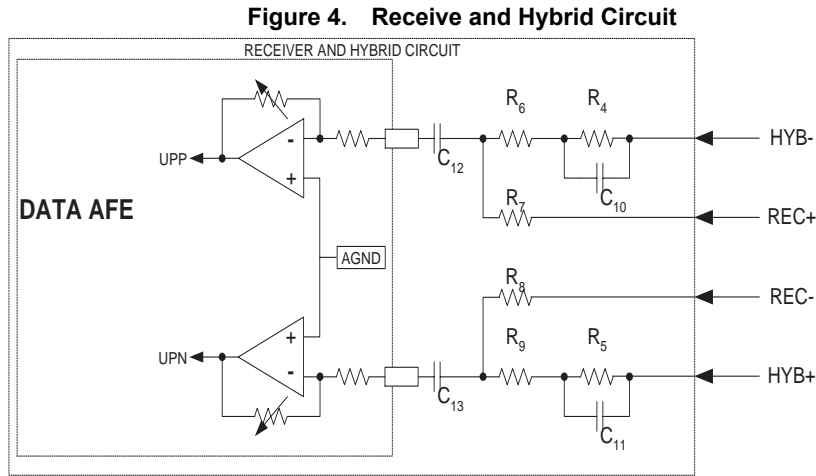 Figure 4. Receive and Hybrid Circuit
RECEIVER AND HYBRID CIRCUIT
R6
R4
-
HYB-
UPP
C12
+
C10
DATA AFE
R7
REC+
AGND
R8
REC-
R9
R5
+
UPN
-
HYB+
C13
C11